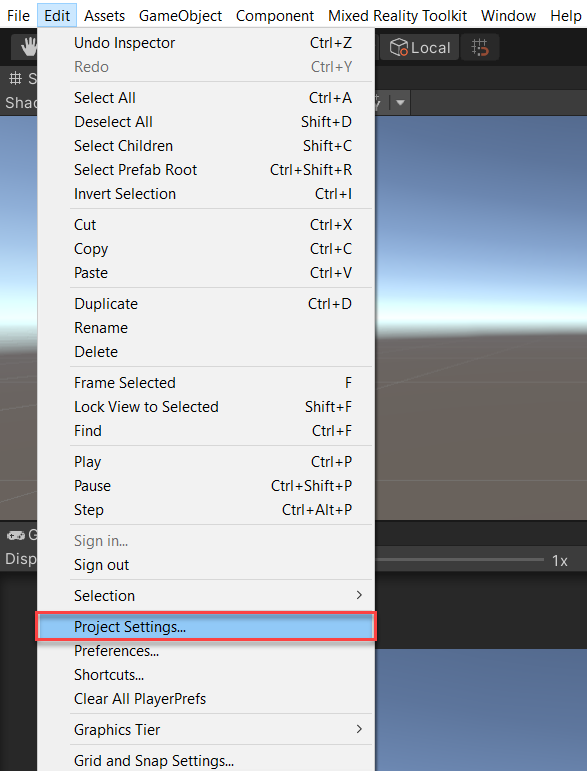 File Edit Assets GameObject Component Mixed Reality Toolkit Window Help
Local
S
Shad
Undo Inspector Ctrl+Z
Redo Ctrl+Y
Select All Ctrl+A
Deselect All Shift+D
Select Children Shift+C
Select Prefab Root Ctrl+Shift+R
Invert Selection Ctrl+I
Cut Ctrl+X
Copy Ctrl+C
Paste Ctrl+V
Duplicate Ctrl+D
Rename
Delete
Frame Selected F
Lock View to Selected Shift+F
Find Ctrl+F
Play Ctrl+P
Pause Ctrl+Shift+P
Step Ctrl+Alt+P
G
Sign in...
Disp
1x
Sign out
Selection
Project Settings...
Preferences...
Shortcuts...
Clear All PlayerPrefs
Graphics Tier
Grid and Snap Settings...